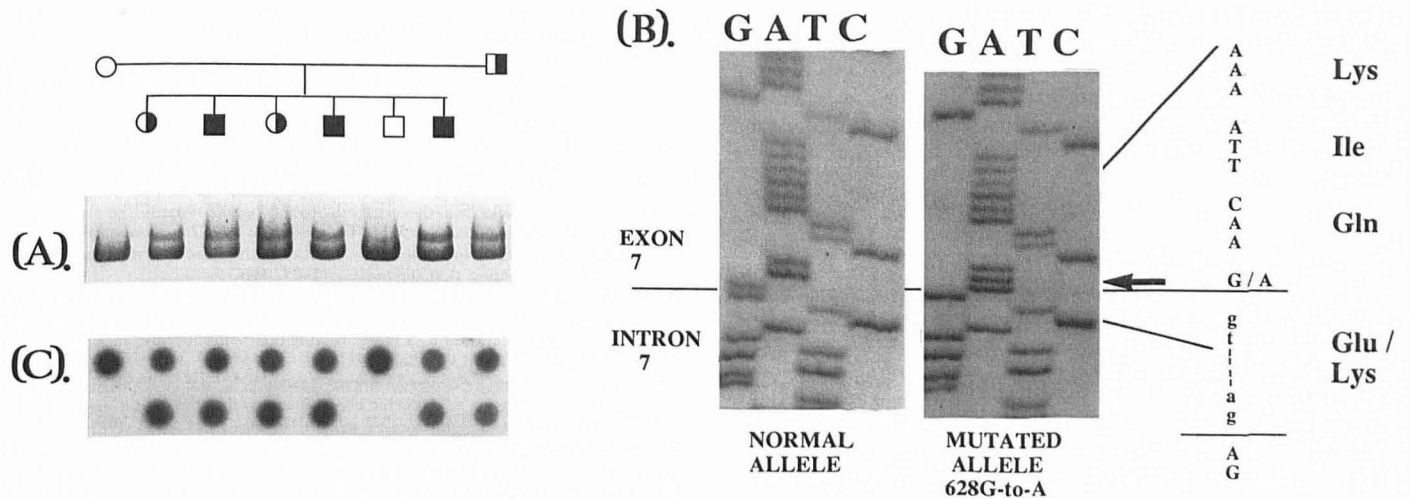 (A).
(C).
(B).
G A T C
EXON
7
INTRON
7
NORMAL
ALLELE
G A T C
MUTATED
ALLELE
628G-to-A
A
A
A
A
T
T
C
A
A
G / A
g
t
a
g
A
G
Lys
Ile
Gln
Glu /
Lys